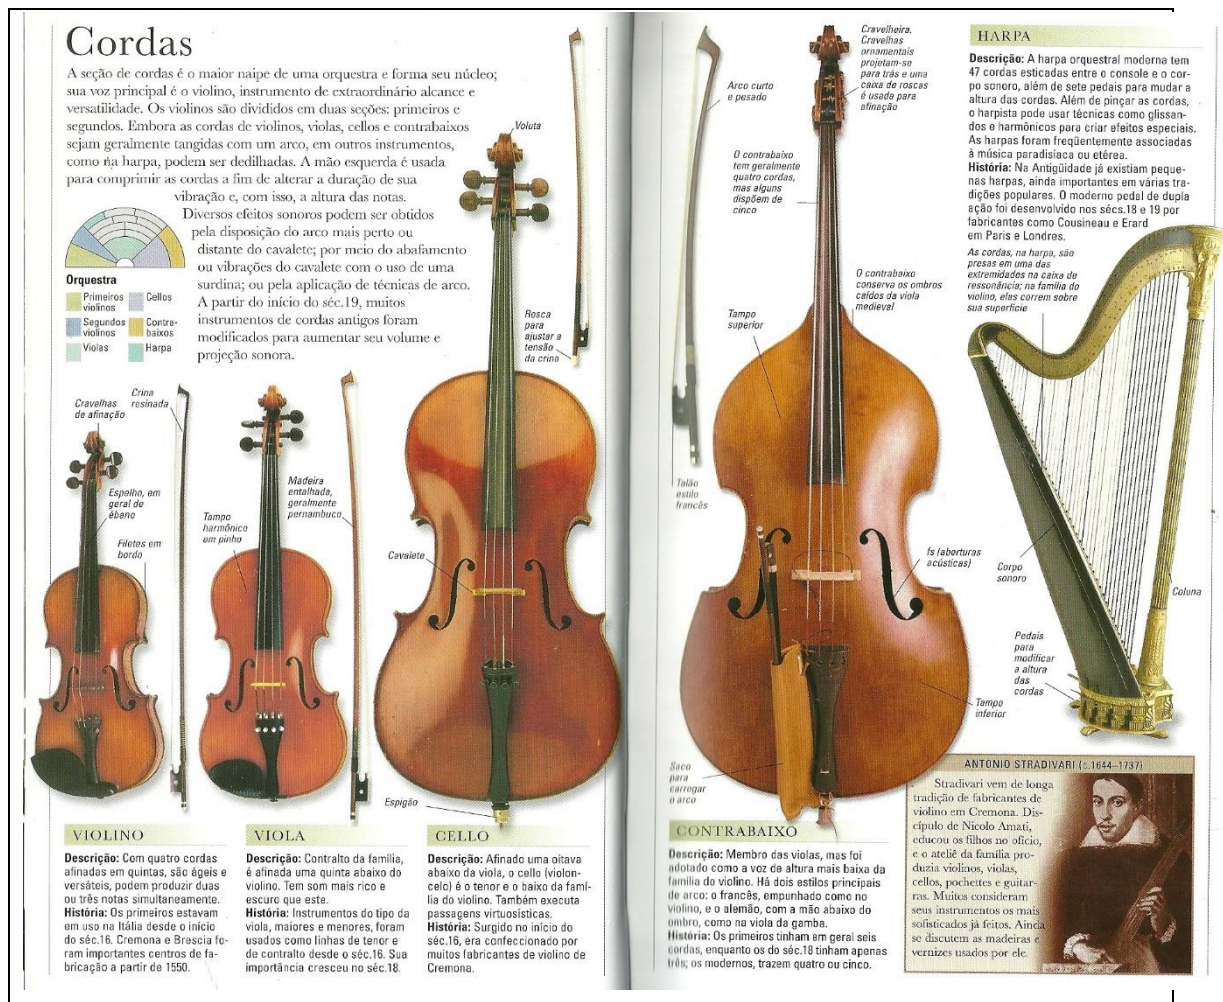 Cordas
A seção de cordas é o maior naipe de uma orquestra e forma seu núcleo;
sua voz principal é o violino, instrumento de extraordinário alcance e
versatilidade. Os violinos são divididos em duas seções: primeiros e
segundos. Embora as cordas de violinos, violas, cellos e contrabaixos
sejam geralmente tangidas com um arco, em outros instrumentos,
como na harpa, podem ser dedilhadas. A mão esquerda é usada
para comprimir as cordas a fim de alterar a duração de sua
vibração e, com isso, a altura das notas.
Diversos efeitos sonoros podem ser obtidos
pela disposição do arco mais perto ou
distante do cavalete; por meio do abafamento
ou vibrações do cavalete com o uso de uma
surdina; ou pela aplicação de técnicas de arco.
A partir do início do séc.19, muitos
instrumentos de cordas antigos foram
modificados para aumentar seu volume e
projeção sonora.
Orquestra
Primeiros
violinos
Segundos
violinos
Violas
Cellos
Contra-
baixos
Harpa
Voluta
Rosca
para
ajustar a
tensão
da crina
Cravelhas
de afinação
Crina
resinada
Espelho, em
geral de
ébano
Filetes em
bordo
Tampo
harmônico
em pinho
Madeira
entalhada,
geralmente
pernambuco
Cavalete
Espigão
VIOLINO
Descrição: Com quatro cordas
afinadas em quintas, são ágeis e
versáteis, podem produzir duas
ou três notas simultaneamente.
História: Os primeiros estavam
em uso na Itália desde o início
do séc.16. Cremona e Brescia fo-
ram importantes centros de fa-
bricação a partir de 1550.
VIOLA
Descrição: Contralto da família,
é afinada uma quinta abaixo do
violino. Tem som mais rico e
escuro que este.
História: Instrumentos do tipo da
viola, maiores e menores, foram
usados como linhas de tenor e
de contralto desde o séc.16. Sua
importância cresceu no séc.18.
CELLO
Descrição: Afinado uma oitava
abaixo da viola, o cello (violon-
celo) é o tenor e o baixo da famí-
lia do violino. Também executa
passagens virtuosísticas.
História: Surgido no início do
séc.16, era confeccionado por
muitos fabricantes de violino de
Cremona.
Arco curto
e pesado
Cravelheira.
Cravelhas
ornamentais
projetam-se
para trás e uma
caixa de roscas
é usada para
afinação
O contrabaixo
tem geralmente
quatro cordas,
mas alguns
dispõem de
cinco
O contrabaixo
conserva os ombros
caídos da viola
medieval
Tampo
superior
Talão
estilo
francês
fs (aberturas
acústicas)
Tampo
inferior
Saco
para
carregar
o arco
CONTRABAIXO
Descrição: Membro das violas, mas foi
adotado como a voz de altura mais baixa da
família do violino. Há dois estilos principais
de arco: o francês, empunhado como no
violino, e o alemão, com a mão abaixo do
ombro, como na viola da gamba.
História: Os primeiros tinham em geral seis
cordas, enquanto os do séc.18 tinham apenas
três; os modernos, trazem quatro ou cinco.
HARPA
Descrição: A harpa orquestral moderna tem
47 cordas esticadas entre o console e o cor-
po sonoro, além de sete pedais para mudar a
altura das cordas. Além de pinçar as cordas,
o harpista pode usar técnicas como glissan-
dos e harmônicos para criar efeitos especiais.
As harpas foram freqüentemente associadas
à música paradisíaca ou etérea.
História: Na Antigüidade já existiam peque-
nas harpas, ainda importantes em várias tra-
dições populares. O moderno pedal de dupla
ação foi desenvolvido nos sécs.18 e 19 por
fabricantes como Cousineau e Erard
em Paris e Londres.
As cordas, na harpa, são
presas em uma das
extremidades na caixa de
ressonância; na família do
violino, elas correm sobre
sua superfície
Corpo
sonoro
Coluna
Pedais
para
modificar
a altura
das
cordas
ANTONIO STRADIVARI (c.1644–1737)
Stradivari vem de longa
tradição de fabricantes de
violino em Cremona. Dis-
cípulo de Nicolo Amati,
educou os filhos no ofício,
e o ateliê da família pro-
duzia violinos, violas,
cellos, pochettes e guitar-
ras. Muitos consideram
seus instrumentos os mais
sofisticados já feitos. Ainda
se discutem as madeiras e
vernizes usados por ele.